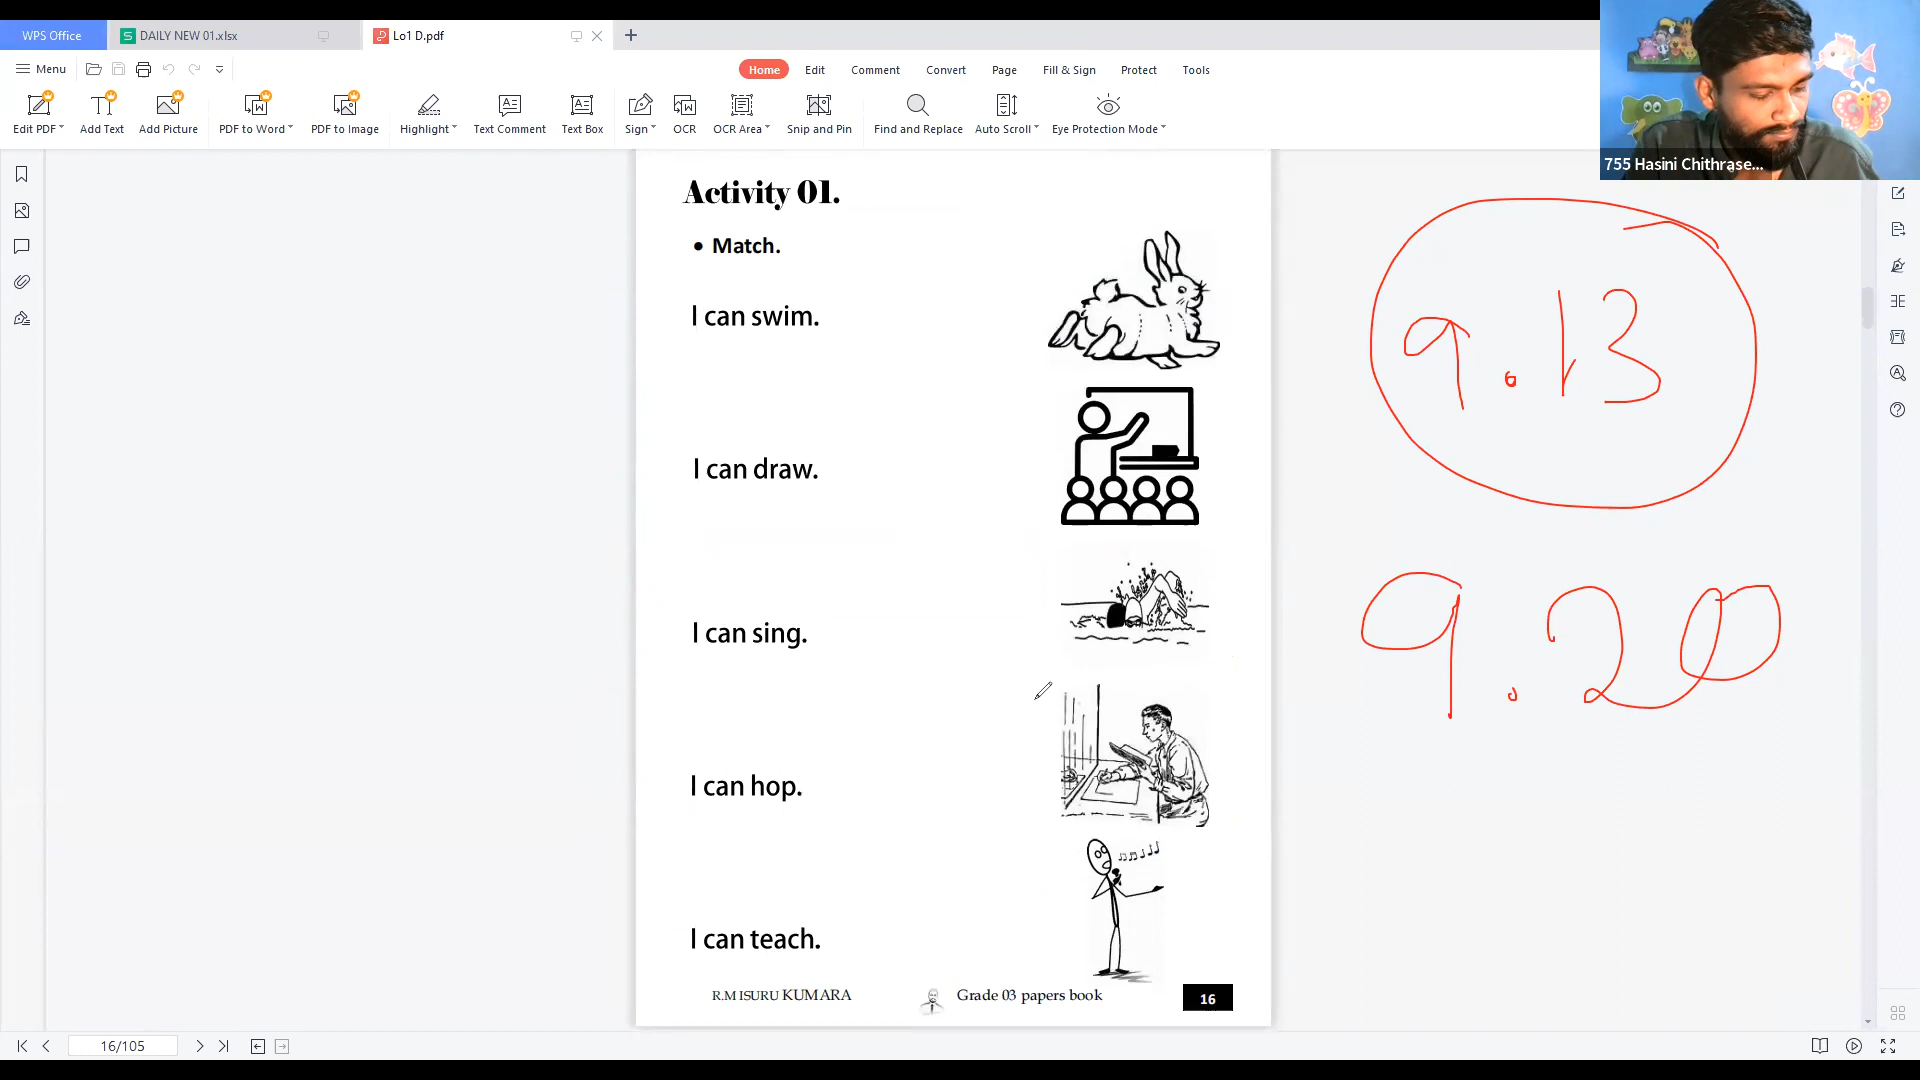 WPS Office
DAILY NEW 01.xlsx
Lo1 D.pdf
Menu
Home Edit Comment Convert Page Fill & Sign Protect Tools
Edit PDF Add Text Add Picture PDF to Word PDF to Image Highlight Text Comment Text Box Sign OCR OCR Area Snip and Pin Find and Replace Auto Scroll Eye Protection Mode
755 Hasini Chithrase...
Activity 01.
• Match.
I can swim.
I can draw.
I can sing.
I can hop.
I can teach.
R.M ISURU KUMARA Grade 03 papers book 16
9.13
9.20
16/105